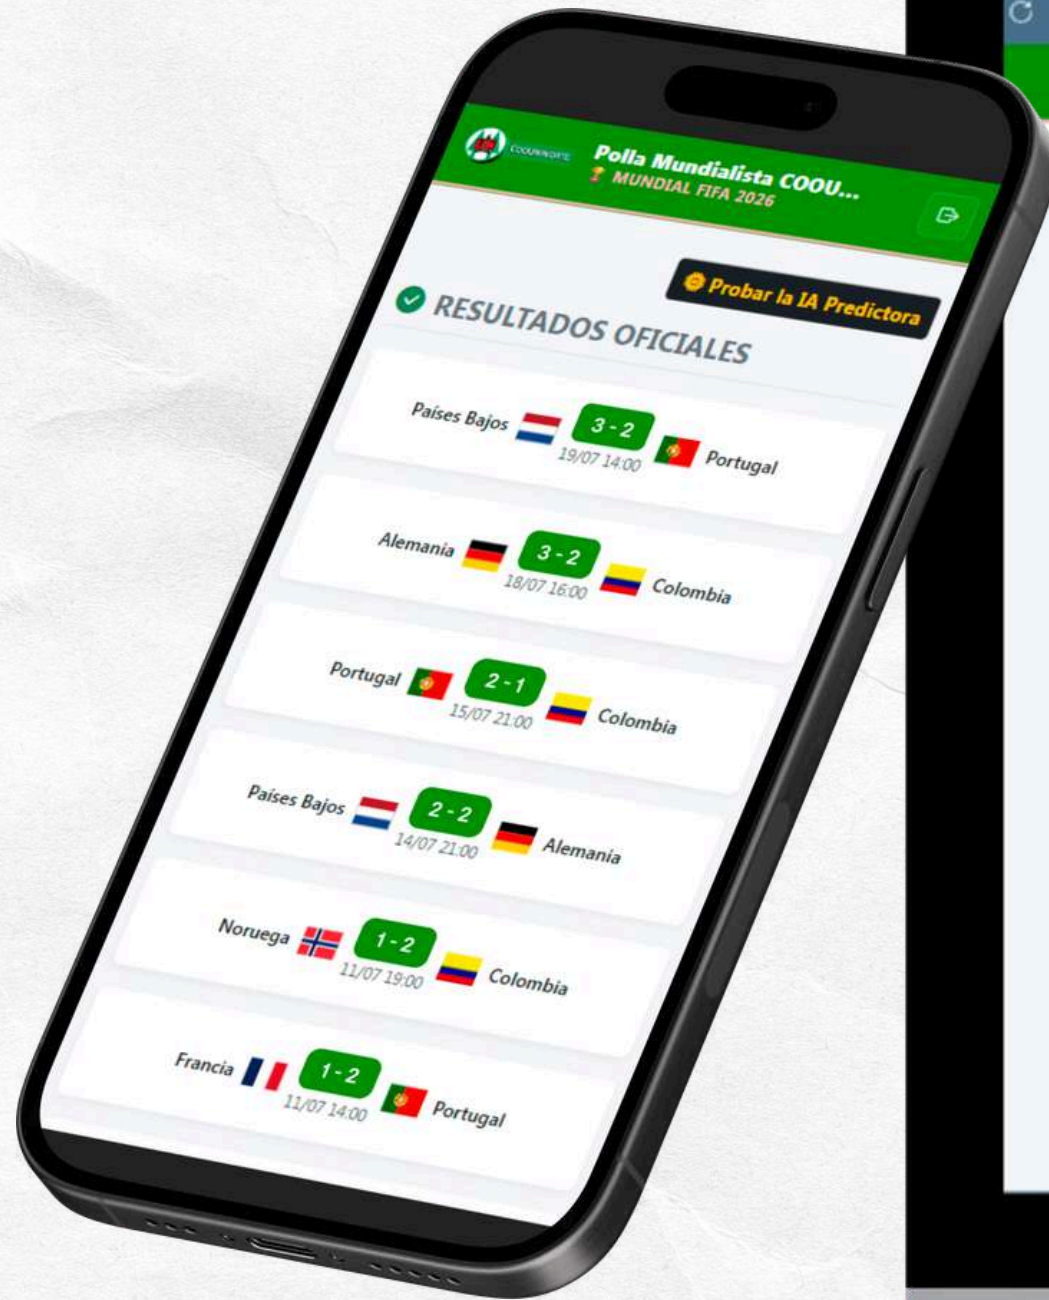 COOUNINORTE
Polla Mundialista COOU...
MUNDIAL FIFA 2026
Probar la IA Predictora
RESULTADOS OFICIALES
Países Bajos 3 - 2 Portugal
19/07 14:00
Alemania 3 - 2 Colombia
18/07 16:00
Portugal 2 - 1 Colombia
15/07 21:00
Países Bajos 2 - 2 Alemania
14/07 21:00
Noruega 1 - 2 Colombia
11/07 19:00
Francia 1 - 2 Portugal
11/07 14:00